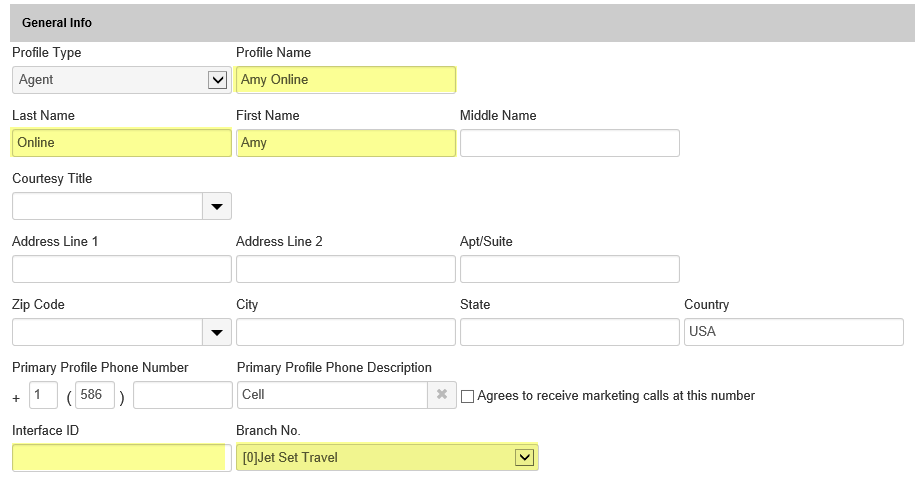 General Info
Profile Type Profile Name
Agent Amy Online
Last Name First Name Middle Name
Online Amy
Courtesy Title
Address Line 1 Address Line 2 Apt/Suite
Zip Code City State Country
USA
Primary Profile Phone Number Primary Profile Phone Description
+ 1 ( 586 ) Cell Agrees to receive marketing calls at this number
Interface ID Branch No.
[0]Jet Set Travel